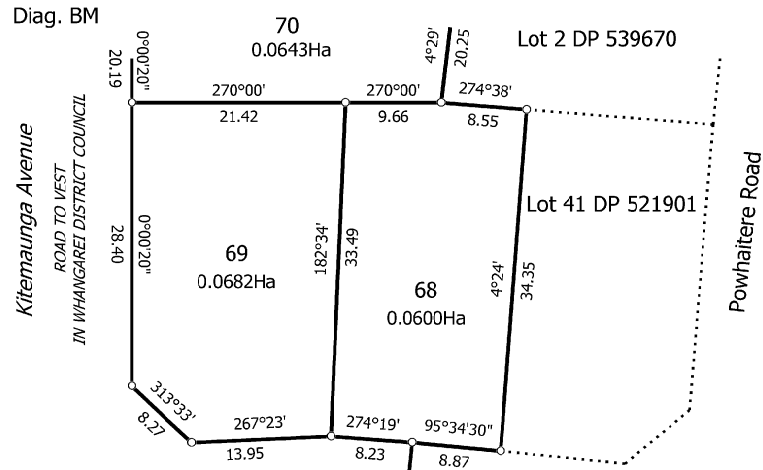 Diag. BM
70
0.0643Ha
Lot 2 DP 539670
0°00'20"
20.19
4°29'
20.25
270°00'
21.42
270°00'
9.66
274°38'
8.55
Kitemaunga Avenue
ROAD TO VEST
IN WHANGAREI DISTRICT COUNCIL
0°00'20"
28.40
69
0.0682Ha
182°34'
33.49
68
0.0600Ha
4°24'
34.35
Lot 41 DP 521901
Powhaitere Road
313°33'
8.27
267°23'
13.95
274°19'
8.23
95°34'30"
8.87